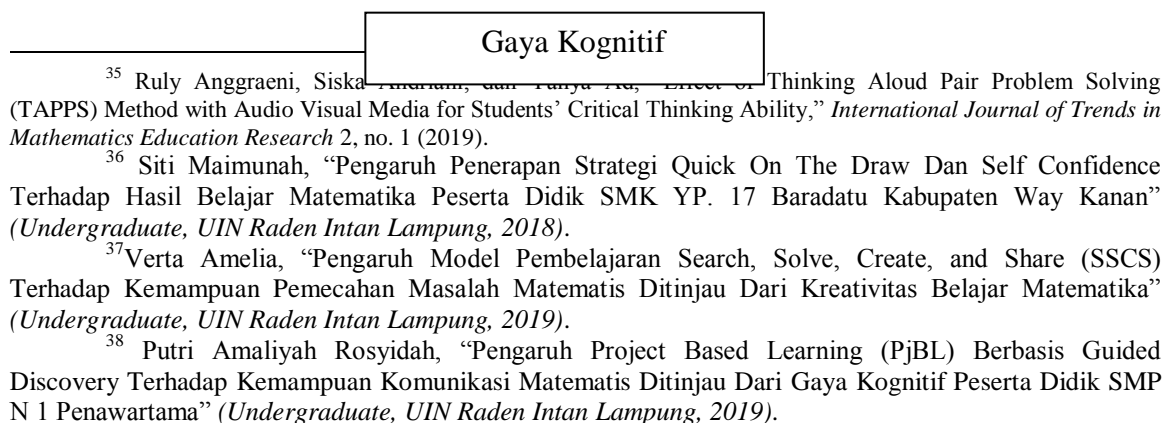 Gaya Kognitif
35 Ruly Anggraeni, Siska Thinking Aloud Pair Problem Solving
(TAPPS) Method with Audio Visual Media for Students’ Critical Thinking Ability,” International Journal of Trends in
Mathematics Education Research 2, no. 1 (2019).
36 Siti Maimunah, “Pengaruh Penerapan Strategi Quick On The Draw Dan Self Confidence
Terhadap Hasil Belajar Matematika Peserta Didik SMK YP. 17 Baradatu Kabupaten Way Kanan”
(Undergraduate, UIN Raden Intan Lampung, 2018).
37Verta Amelia, “Pengaruh Model Pembelajaran Search, Solve, Create, and Share (SSCS)
Terhadap Kemampuan Pemecahan Masalah Matematis Ditinjau Dari Kreativitas Belajar Matematika”
(Undergraduate, UIN Raden Intan Lampung, 2019).
38 Putri Amaliyah Rosyidah, “Pengaruh Project Based Learning (PjBL) Berbasis Guided
Discovery Terhadap Kemampuan Komunikasi Matematis Ditinjau Dari Gaya Kognitif Peserta Didik SMP
N 1 Penawartama” (Undergraduate, UIN Raden Intan Lampung, 2019).